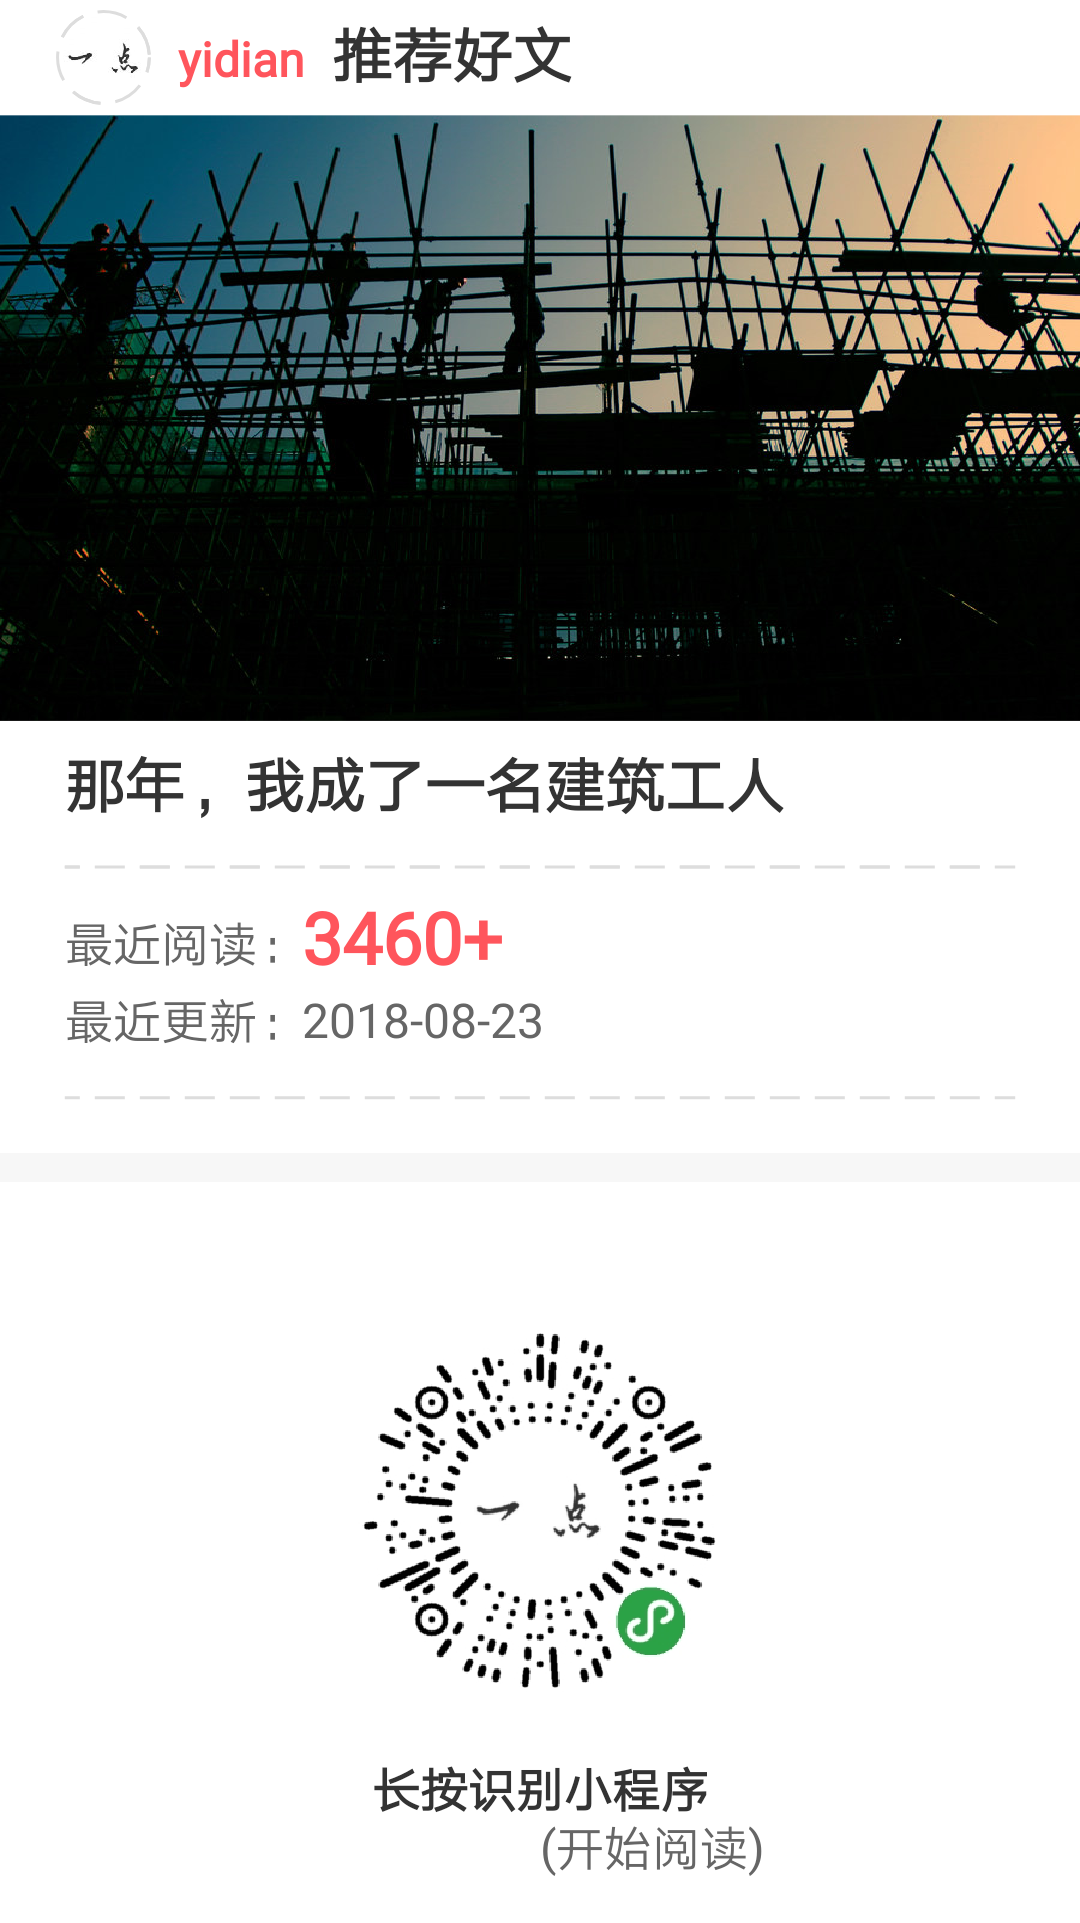 一 点 yidian 推荐好文
那年，我成了一名建筑工人
最近阅读：3460+
最近更新：2018-08-23
一 点
长按识别小程序
(开始阅读)